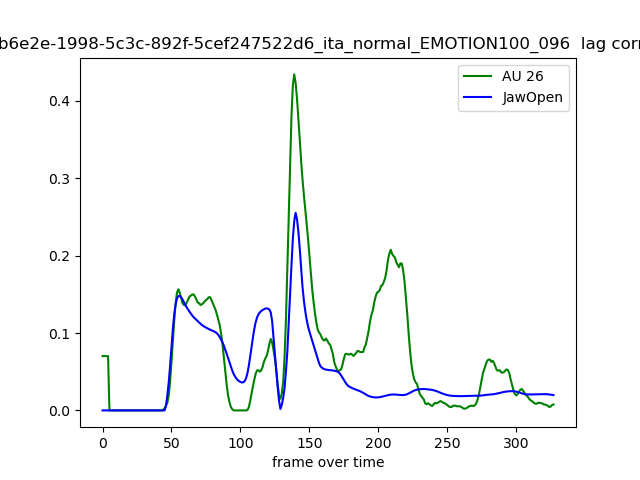 b6e2e-1998-5c3c-892f-5cef247522d6_ita_normal_EMOTION100_096 lag corr
AU 26
JawOpen
0.4
0.3
0.2
0.1
0.0
0 50 100 150 200 250 300
frame over time